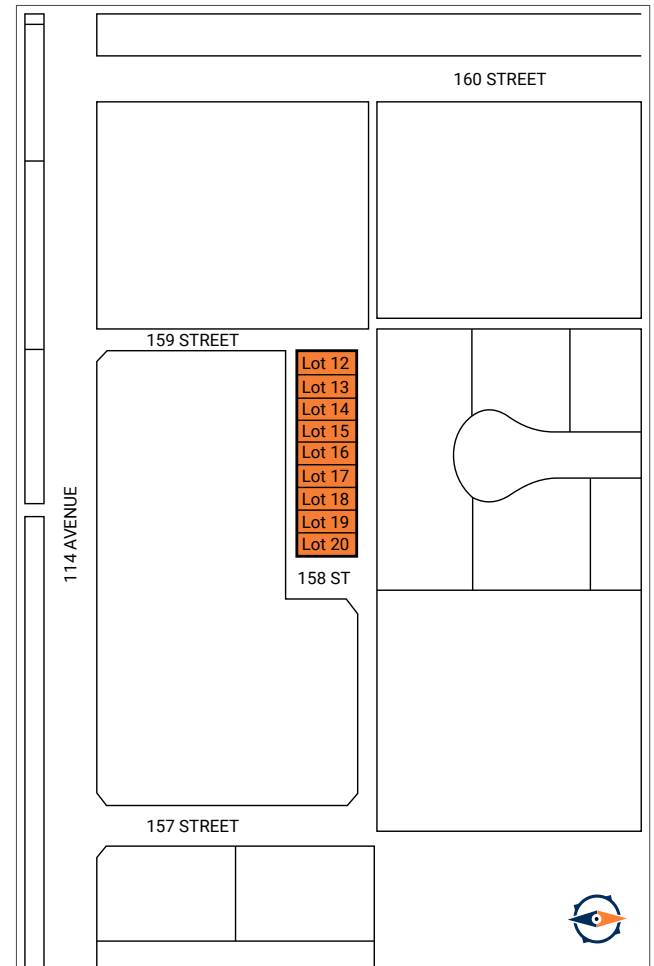 160 STREET
159 STREET
Lot 12
Lot 13
Lot 14
Lot 15
Lot 16
Lot 17
Lot 18
Lot 19
Lot 20
114 AVENUE
158 ST
157 STREET